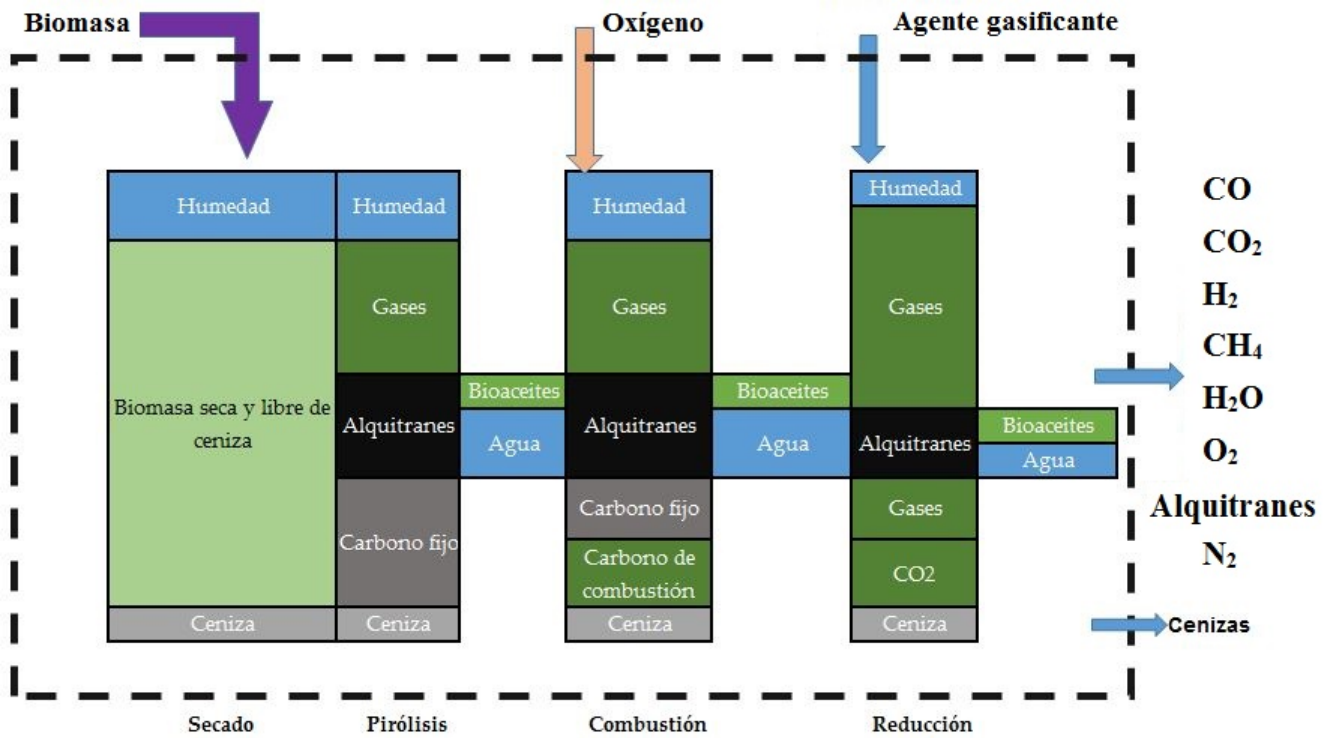 Biomasa
Oxígeno
Agente gasificante
Humedad
Humedad
Humedad
Humedad
Gases
Gases
Gases
Biomasa seca y libre de
ceniza
Alquitranes
Bioaceites
Agua
Alquitranes
Bioaceites
Agua
Alquitranes
Bioaceites
Agua
Carbono fijo
Carbono fijo
Carbono de
combustión
Gases
CO2
Ceniza
Ceniza
Ceniza
Ceniza
CO
CO₂
H₂
CH₄
H₂O
O₂
Alquitranes
N₂
Cenizas
Secado
Pirólisis
Combustión
Reducción